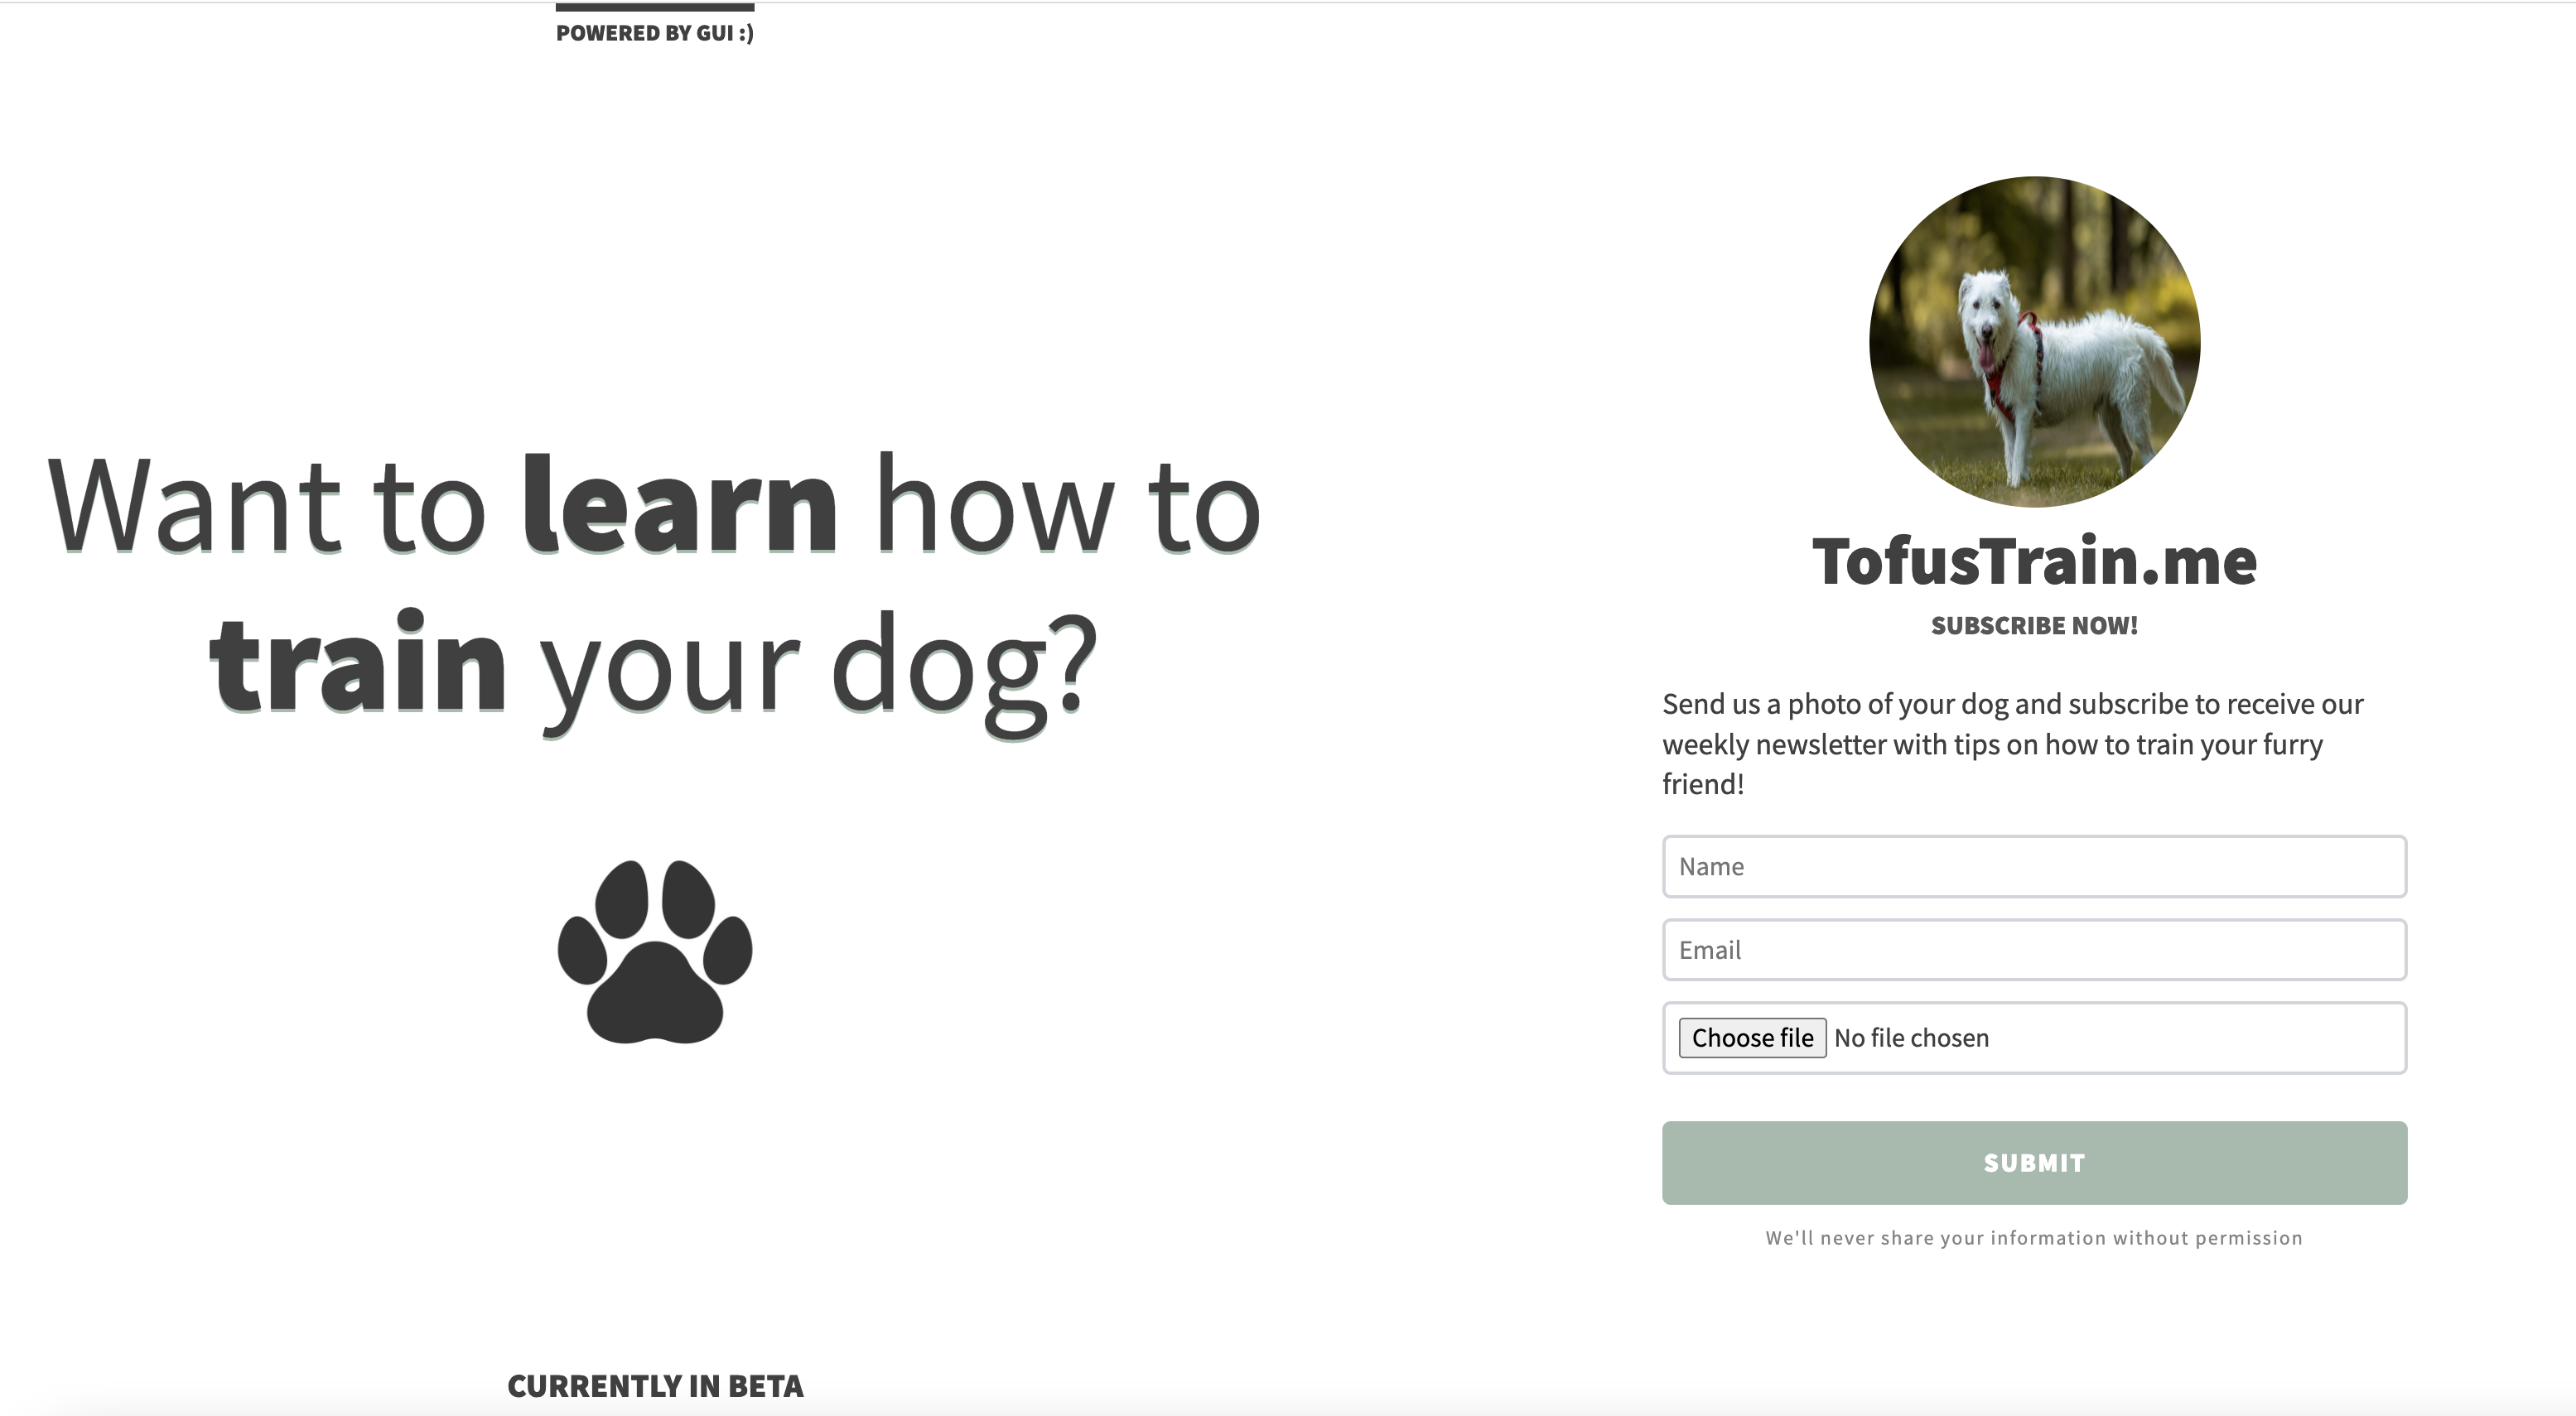 POWERED BY GUI :)
Want to learn how to
train your dog?
CURRENTLY IN BETA
TofusTrain.me
SUBSCRIBE NOW!
Send us a photo of your dog and subscribe to receive our
weekly newsletter with tips on how to train your furry
friend!
Name
Email
Choose file No file chosen
SUBMIT
We'll never share your information without permission